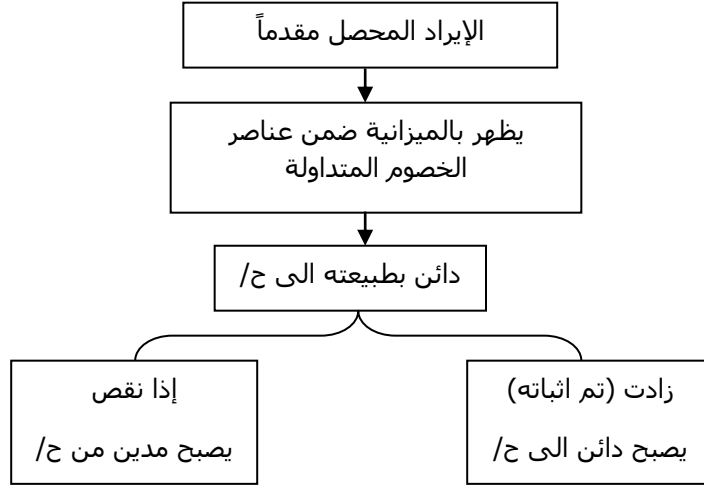 الإيراد المحصل مقدماً
يظهر بالميزانية ضمن عناصر
الخصوم المتداولة
دائن بطبيعته الى ح/
زادت (تم اثباته)
يصبح دائن الى ح/
إذا نقص
يصبح مدين من ح/